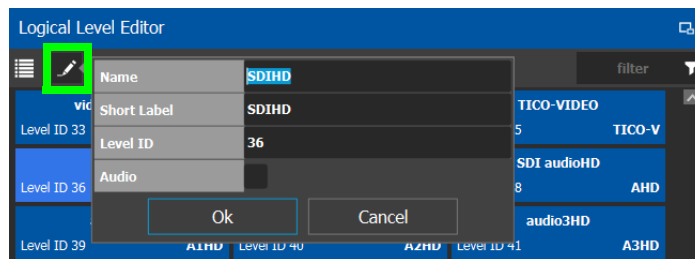 Logical Level Editor
filter
Name SDIHD
vid TICO-VIDEO
Short Label SDIHD
Level ID 33 5 TICO-V
Level ID 36
SDI audioHD
Audio
Level ID 36 8 AHD
Ok Cancel
audio3HD
Level ID 39 A1HD Level ID 40 A2HD Level ID 41 A3HD